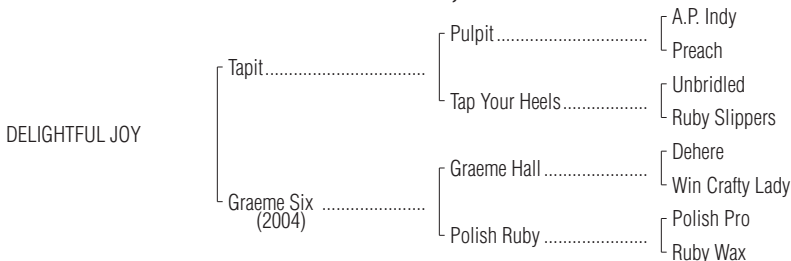 DELIGHTFUL JOY
Tapit
Graeme Six
(2004)
Pulpit
Tap Your Heels
Graeme Hall
Polish Ruby
A.P. Indy
Preach
Unbridled
Ruby Slippers
Dehere
Win Crafty Lady
Polish Pro
Ruby Wax